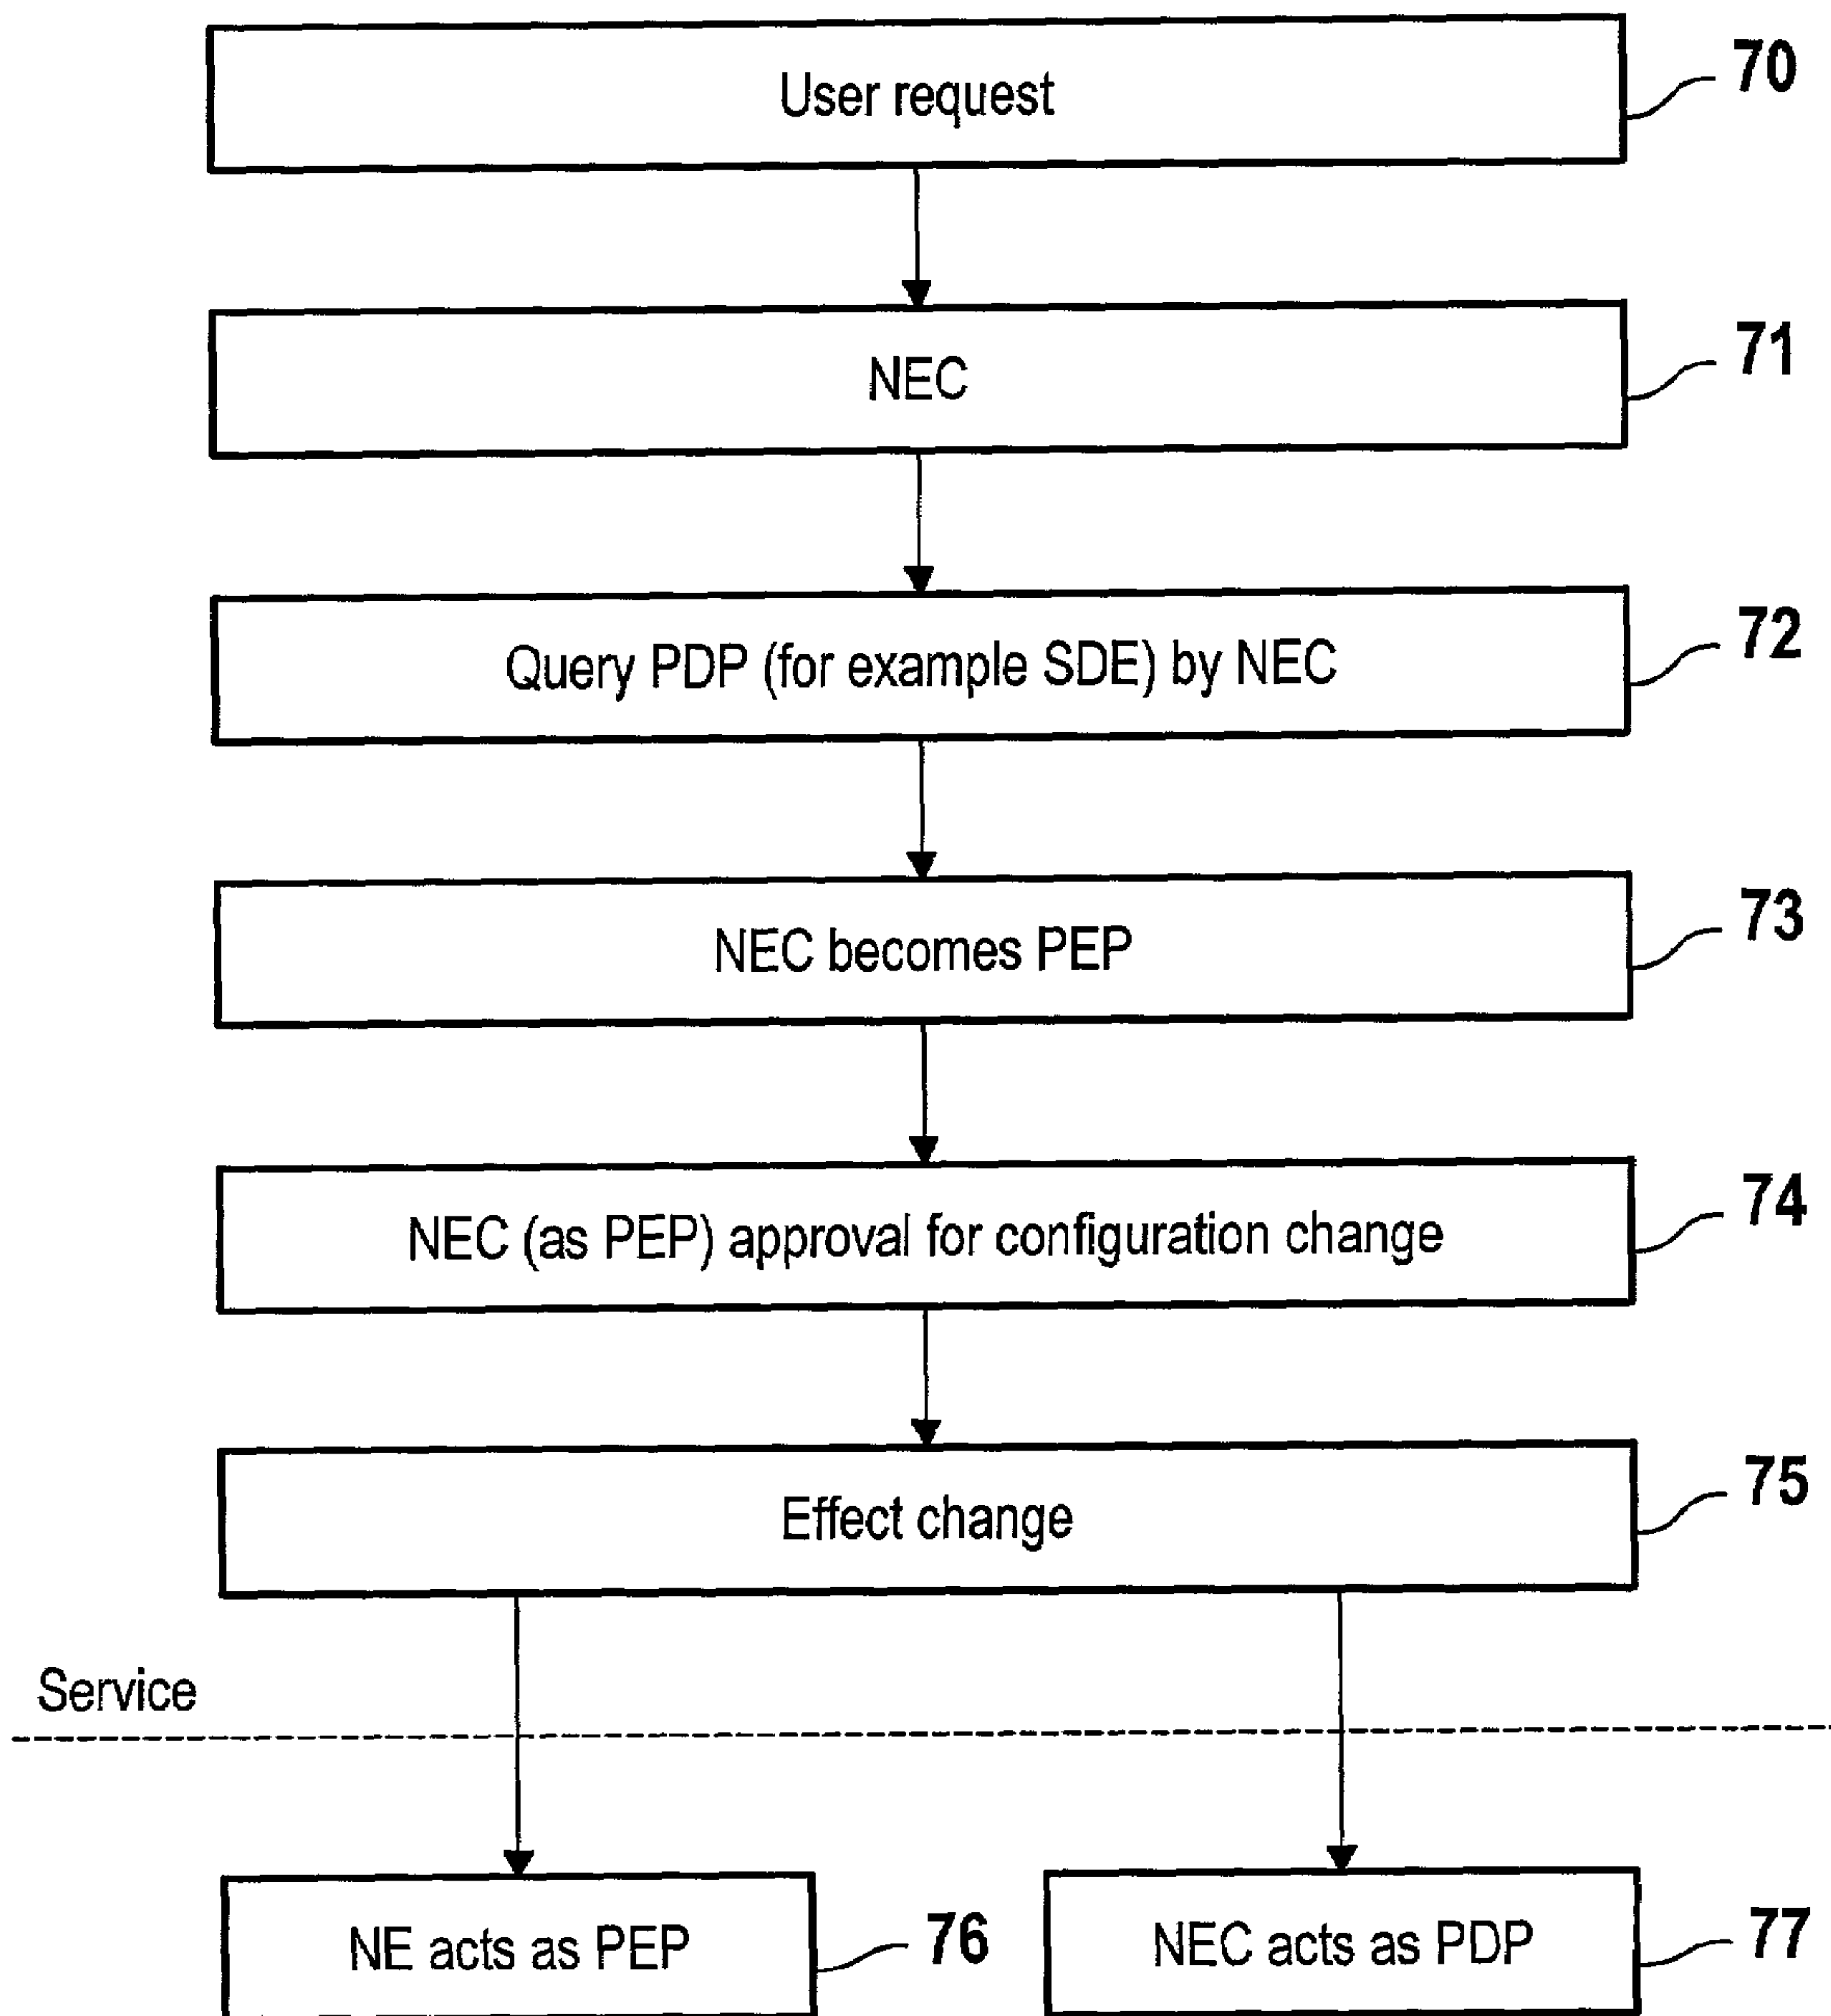 User request
70
NEC
71
Query PDP (for example SDE) by NEC
72
NEC becomes PEP
73
NEC (as PEP) approval for configuration change
74
Effect change
75
Service
NE acts as PEP
76
NEC acts as PDP
77